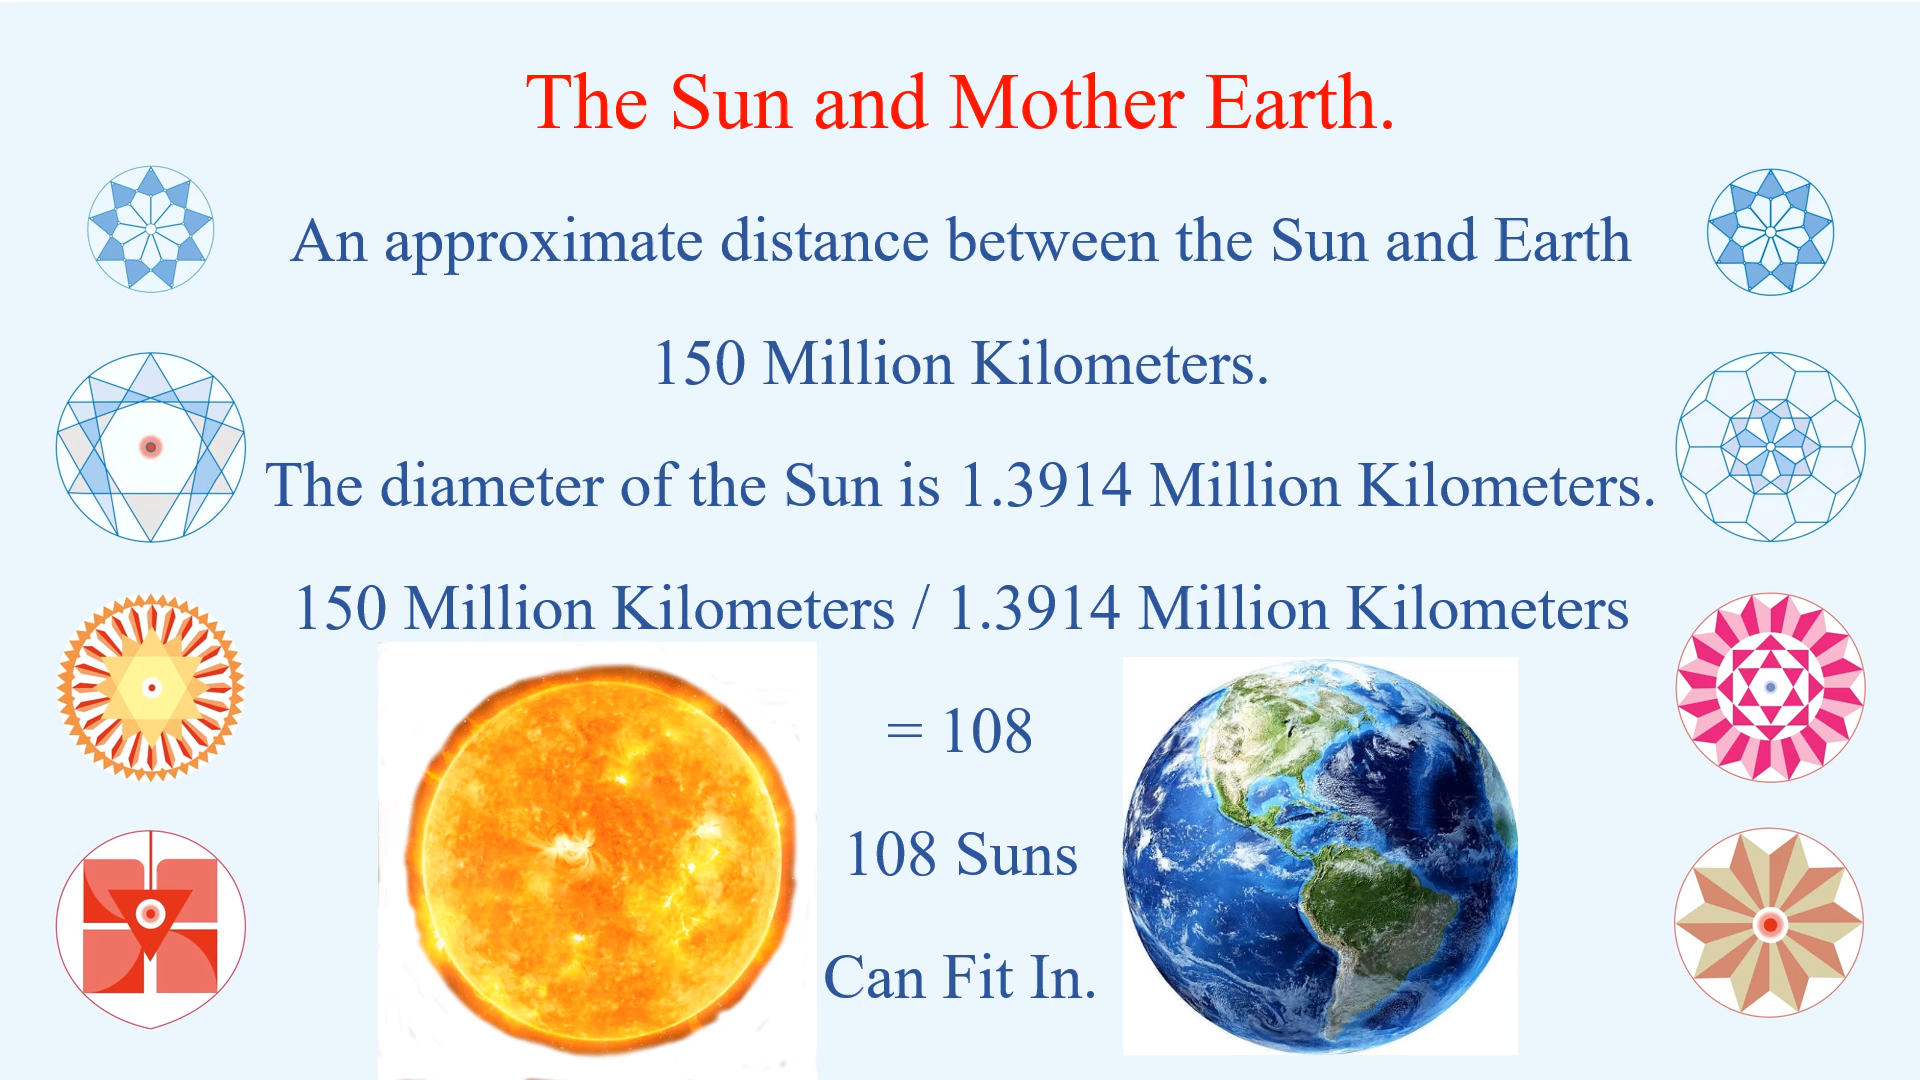 The Sun and Mother Earth.
An approximate distance between the Sun and Earth
150 Million Kilometers.
The diameter of the Sun is 1.3914 Million Kilometers.
150 Million Kilometers / 1.3914 Million Kilometers
= 108
108 Suns
Can Fit In.